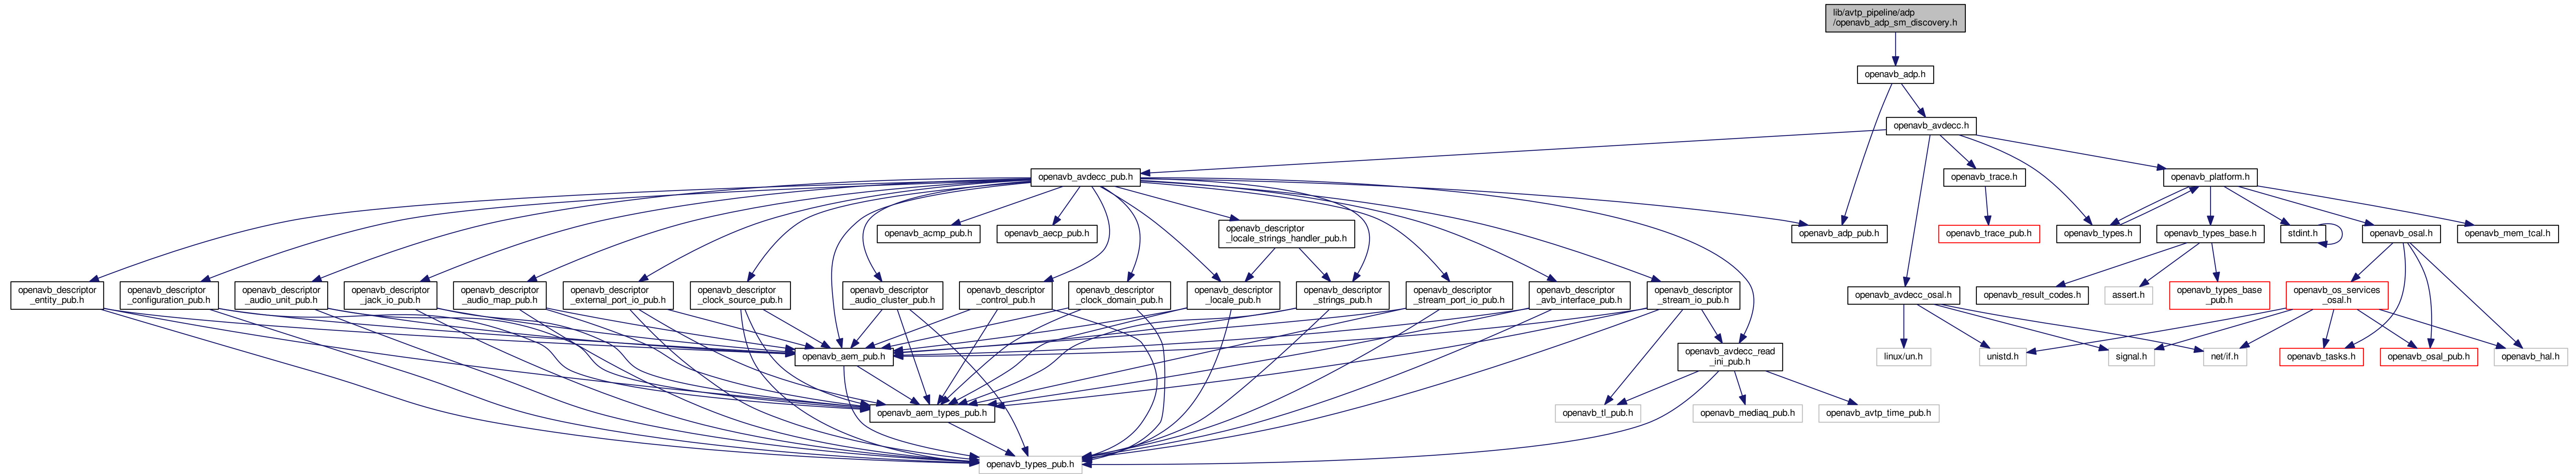 lib/avtp_pipeline/adp
/openavb_adp_sm_discovery.h
openavb_adp.h
openavb_avdecc.h
openavb_avdecc_pub.h
openavb_trace.h
openavb_platform.h
openavb_acmp_pub.h
openavb_aecp_pub.h
openavb_descriptor
_locale_strings_handler_pub.h
openavb_adp_pub.h
openavb_trace_pub.h
openavb_types.h
openavb_types_base.h
stdint.h
openavb_osal.h
openavb_mem_tcal.h
openavb_descriptor
_entity_pub.h
openavb_descriptor
_configuration_pub.h
openavb_descriptor
_audio_unit_pub.h
openavb_descriptor
_jack_io_pub.h
openavb_descriptor
_audio_map_pub.h
openavb_descriptor
_external_port_io_pub.h
openavb_descriptor
_clock_source_pub.h
openavb_descriptor
_audio_cluster_pub.h
openavb_descriptor
_control_pub.h
openavb_descriptor
_clock_domain_pub.h
openavb_descriptor
_locale_pub.h
openavb_descriptor
_strings_pub.h
openavb_descriptor
_stream_port_io_pub.h
openavb_descriptor
_avb_interface_pub.h
openavb_descriptor
_stream_io_pub.h
openavb_avdecc_osal.h
openavb_result_codes.h
assert.h
openavb_types_base
_pub.h
openavb_os_services
_osal.h
openavb_aem_pub.h
openavb_avdecc_read
_ini_pub.h
linux/un.h
unistd.h
signal.h
net/if.h
openavb_tasks.h
openavb_osal_pub.h
openavb_hal.h
openavb_aem_types_pub.h
openavb_tl_pub.h
openavb_mediaq_pub.h
openavb_avtp_time_pub.h
openavb_types_pub.h